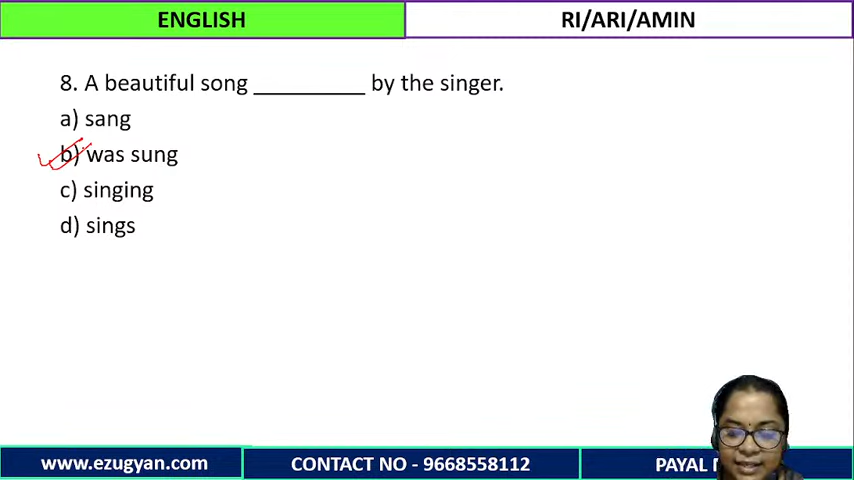 ENGLISH
RI/ARI/AMIN
8. A beautiful song _________ by the singer.
a) sang
b) was sung
c) singing
d) sings
www.ezugyan.com
CONTACT NO - 9668558112
PAYAL